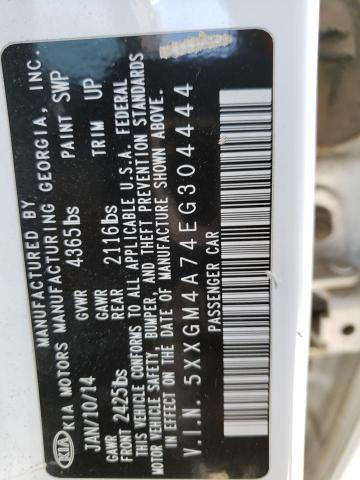 KIA
MANUFACTURED BY
KIA MOTORS MANUFACTURING GEORGIA, INC.
JAN/10/14 GVWR 4365lbs PAINT SWP
GAWR GAWR
FRONT 2425lbs REAR 2116lbs TRIM UP
THIS VEHICLE CONFORMS TO ALL APPLICABLE U.S.A. FEDERAL
MOTOR VEHICLE SAFETY, BUMPER, AND THEFT PREVENTION STANDARDS
IN EFFECT ON THE DATE OF MANUFACTURE SHOWN ABOVE.
V.I.N 5XXGM4A74EG304444
PASSENGER CAR